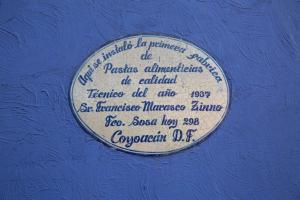 Aquí se instaló la primera fábrica
de
Pastas alimenticias
de calidad
Técnico del año 1937
Sr. Francisco Marasco Zinno
Fco. Sosa hoy 298
Coyoacán D.F.